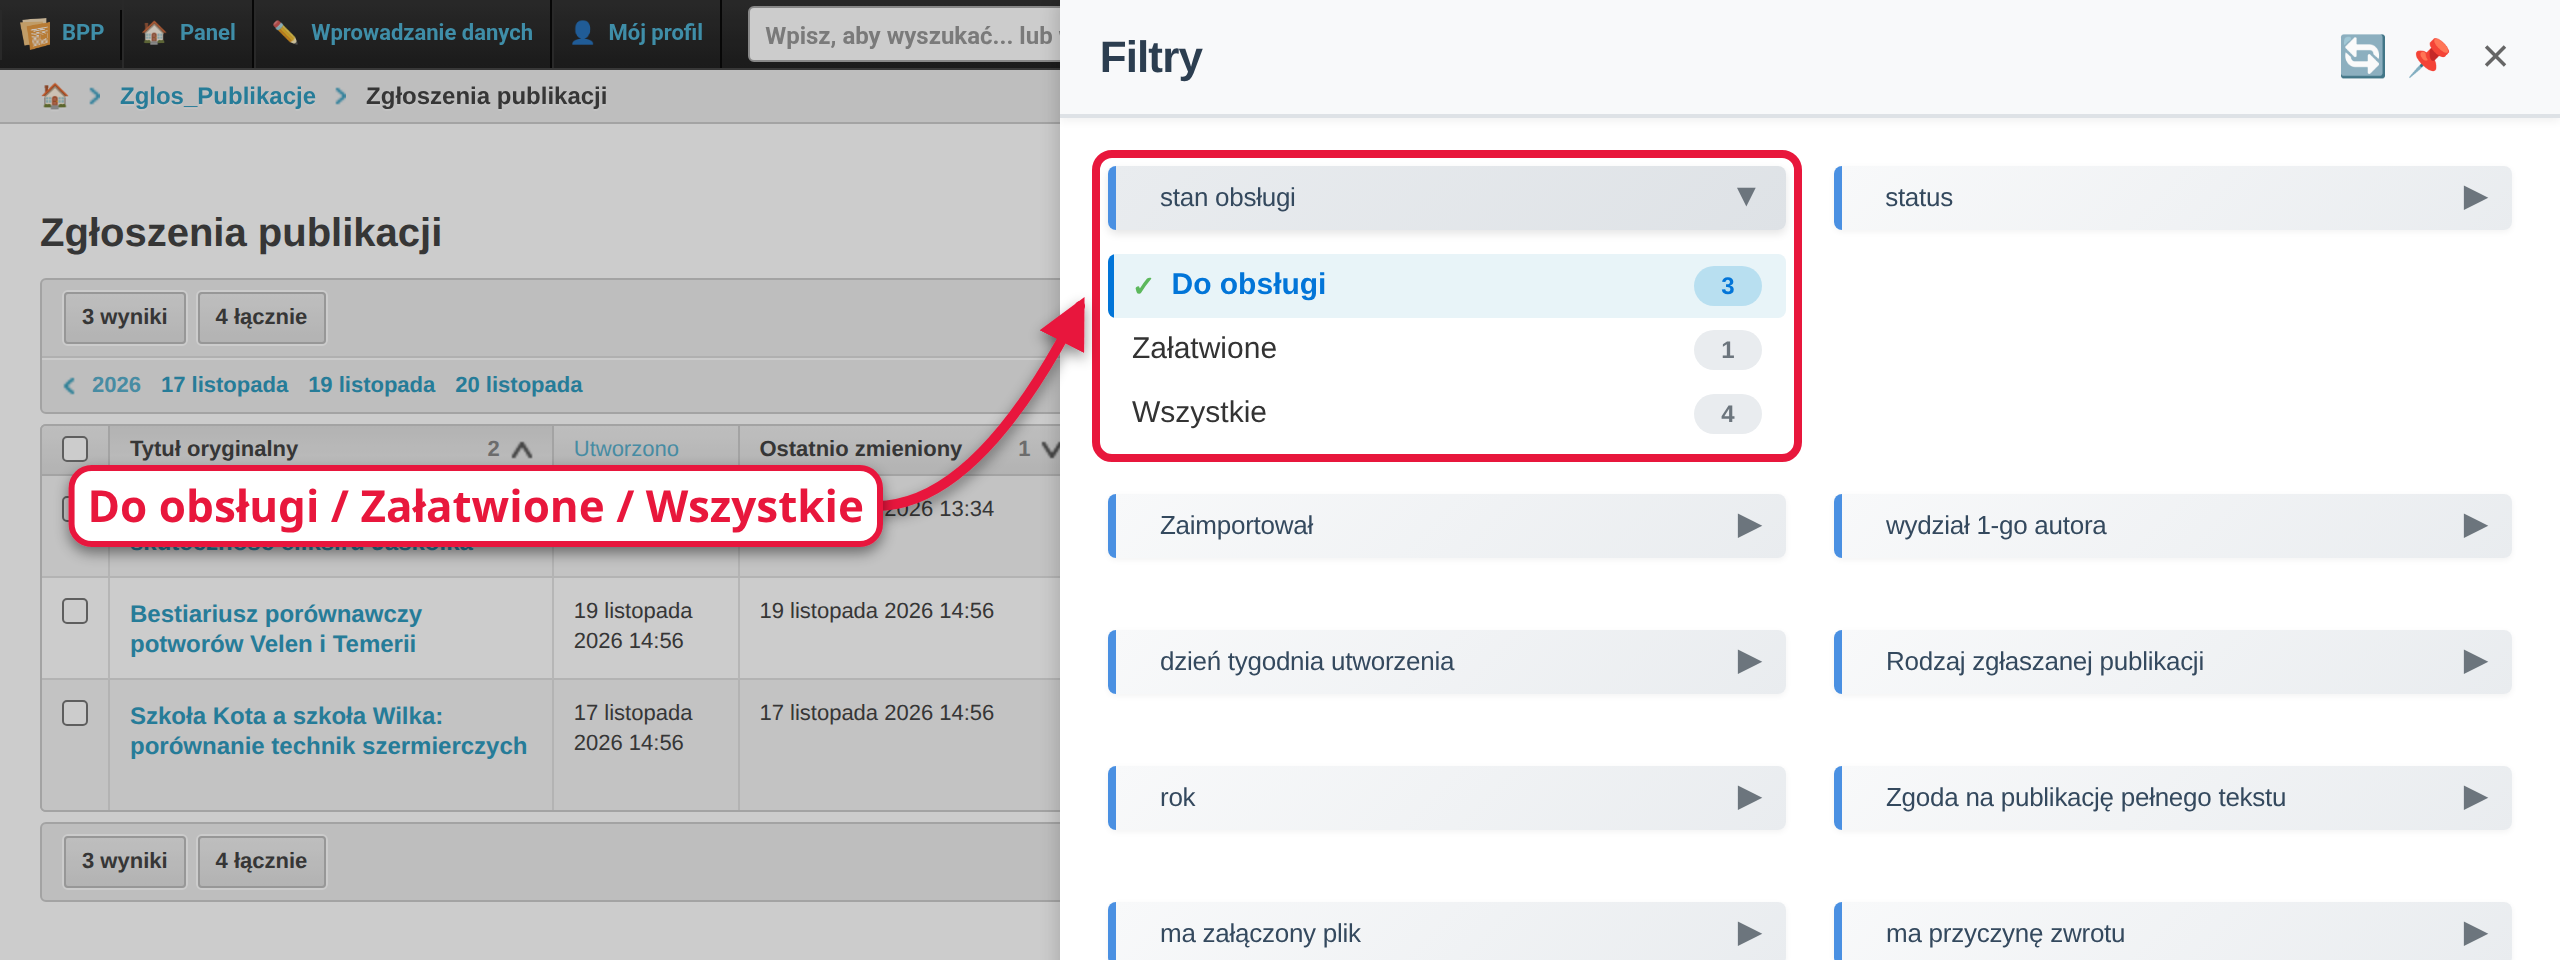 BPP
Panel
Wprowadzanie danych
Mój profil
Wpisz, aby wyszukać... lub
Zglos_Publikacje
Zgłoszenia publikacji
Zgłoszenia publikacji
3 wyniki
4 łącznie
2026 17 listopada 19 listopada 20 listopada
Tytuł oryginalny 2
Utworzono
Ostatnio zmieniony 1
Do obsługi / Załatwione / Wszystkie
2026 13:34
Bestiariusz porównawczy
potworów Velen i Temerii
19 listopada
2026 14:56
19 listopada 2026 14:56
Szkoła Kota a szkoła Wilka:
porównanie technik szermierczych
17 listopada
2026 14:56
17 listopada 2026 14:56
3 wyniki
4 łącznie
Filtry
stan obsługi
✓ Do obsługi 3
Załatwione 1
Wszystkie 4
status
Zaimportował
wydział 1-go autora
dzień tygodnia utworzenia
Rodzaj zgłaszanej publikacji
rok
Zgoda na publikację pełnego tekstu
ma załączony plik
ma przyczynę zwrotu